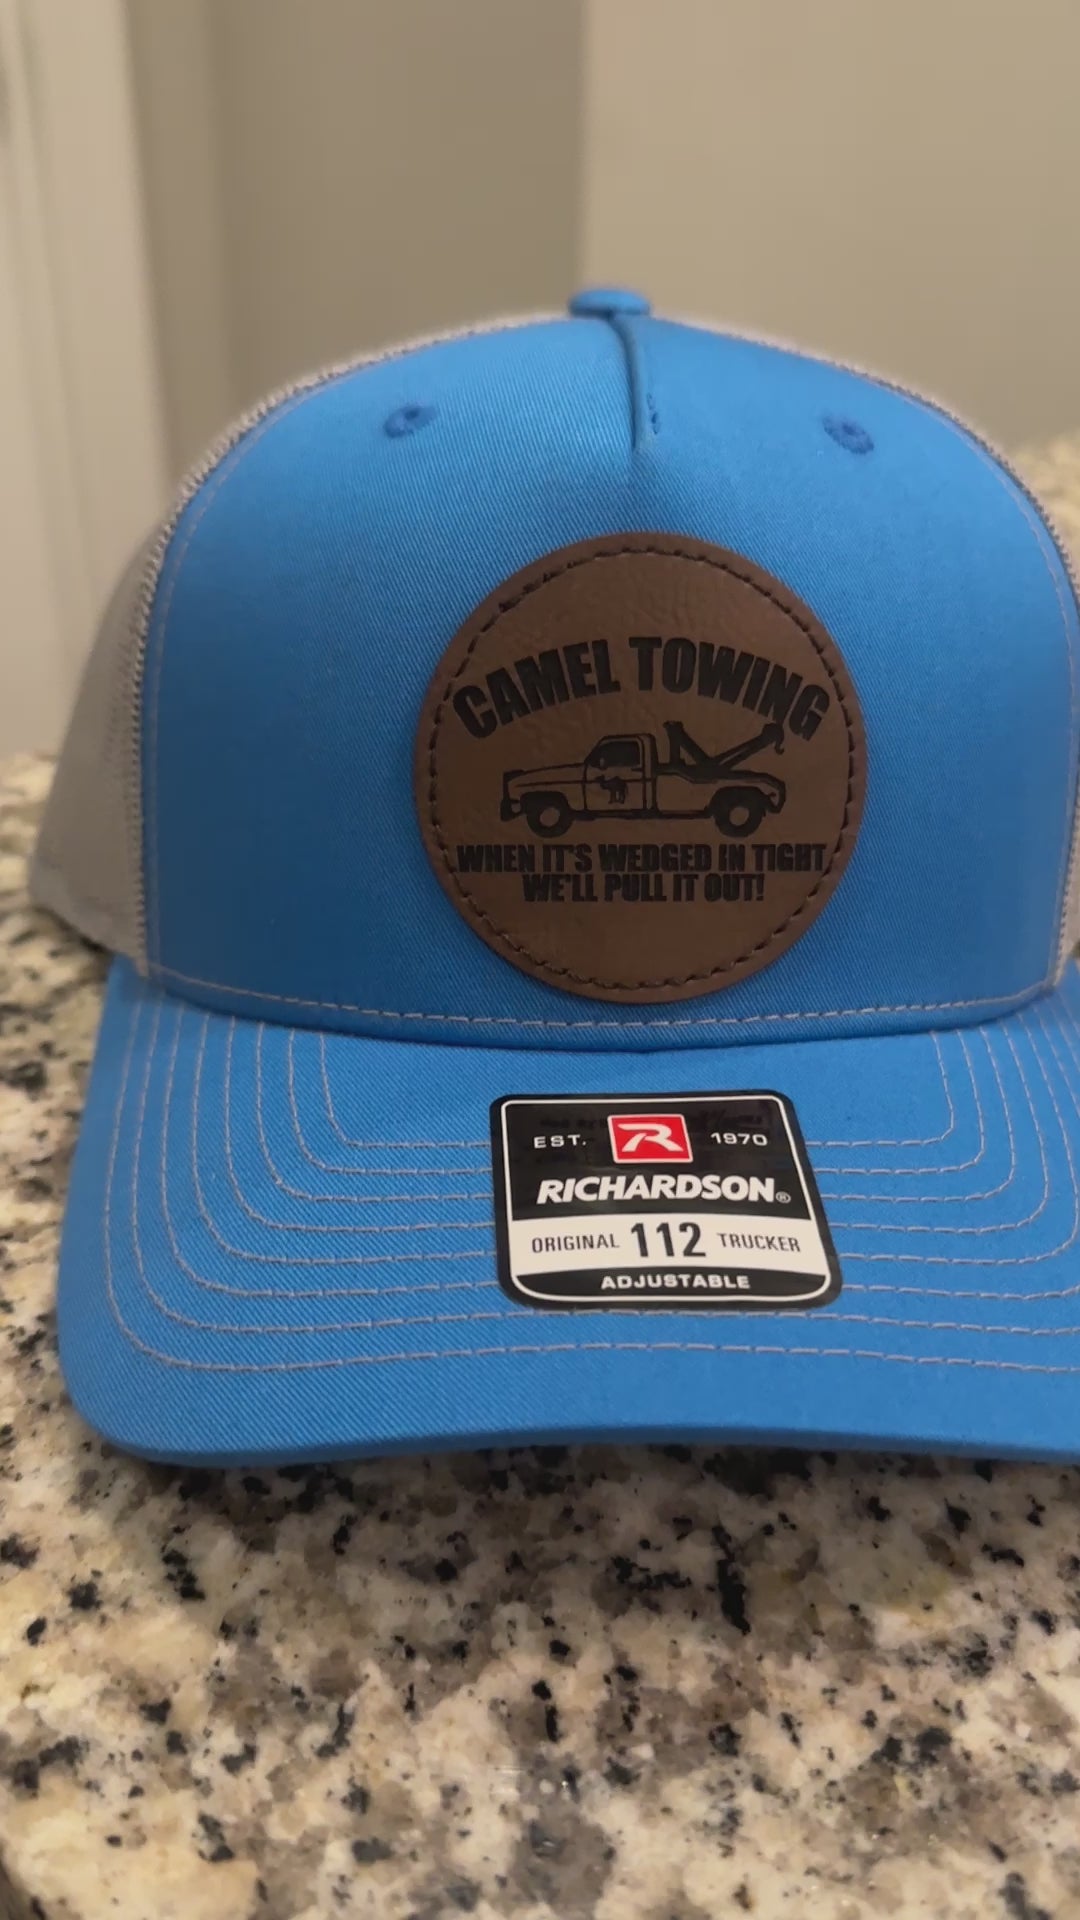 CAMEL TOWING
WHEN IT'S WEDGED IN TIGHT
WE'LL PULL IT OUT!
EST. R 1970
RICHARDSON®
ORIGINAL 112 TRUCKER
ADJUSTABLE